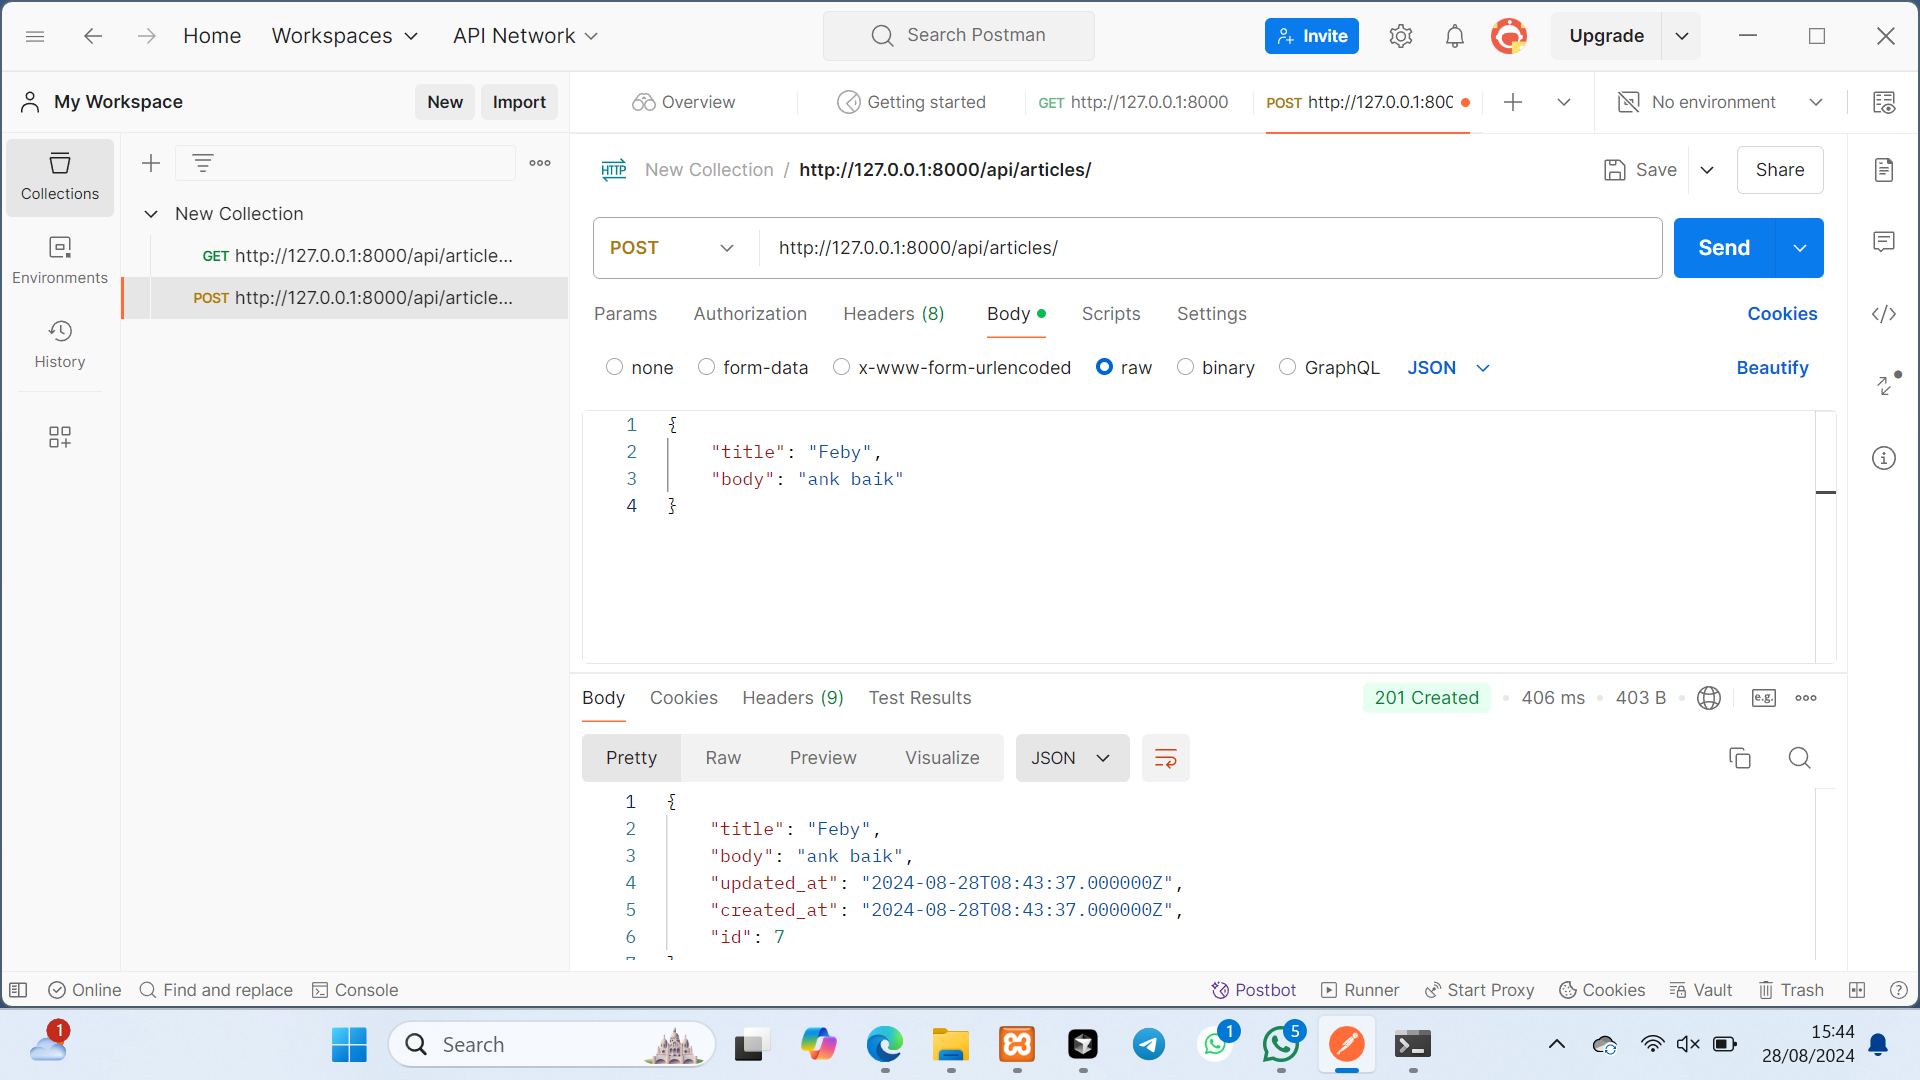 Home Workspaces API Network Search Postman Invite Upgrade
My Workspace New Import Overview Getting started GET http://127.0.0.1:8000 POST http://127.0.0.1:800 No environment
Collections
Environments
History
New Collection
GET http://127.0.0.1:8000/api/article...
POST http://127.0.0.1:8000/api/article...
HTTP New Collection / http://127.0.0.1:8000/api/articles/ Save Share
POST http://127.0.0.1:8000/api/articles/ Send
Params Authorization Headers (8) Body Scripts Settings Cookies
none form-data x-www-form-urlencoded raw binary GraphQL JSON Beautify
1 {
2 "title": "Feby",
3 "body": "ank baik"
4 }
Body Cookies Headers (9) Test Results 201 Created 406 ms 403 B e.g.
Pretty Raw Preview Visualize JSON
1 {
2 "title": "Feby",
3 "body": "ank baik",
4 "updated_at": "2024-08-28T08:43:37.000000Z",
5 "created_at": "2024-08-28T08:43:37.000000Z",
6 "id": 7
Online Find and replace Console Postbot Runner Start Proxy Cookies Vault Trash
1 Search 1 5 15:44
28/08/2024